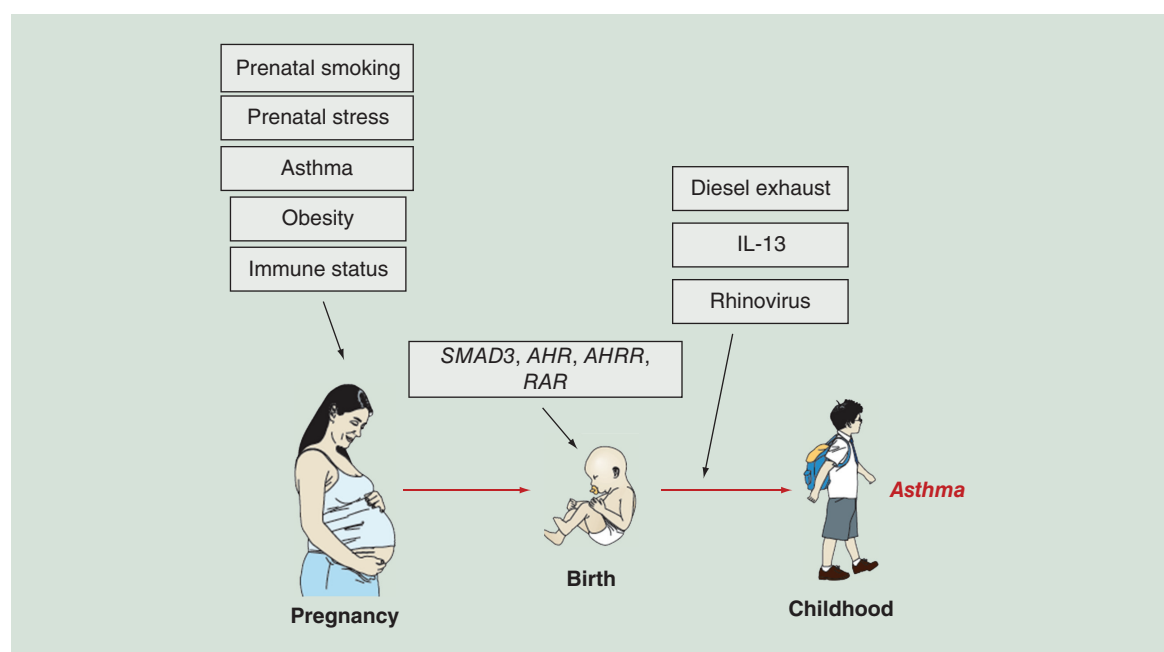 Prenatal smoking
Prenatal stress
Asthma
Obesity
Immune status
Diesel exhaust
IL-13
Rhinovirus
SMAD3, AHR, AHRR,
RAR
Asthma
Birth
Pregnancy
Childhood